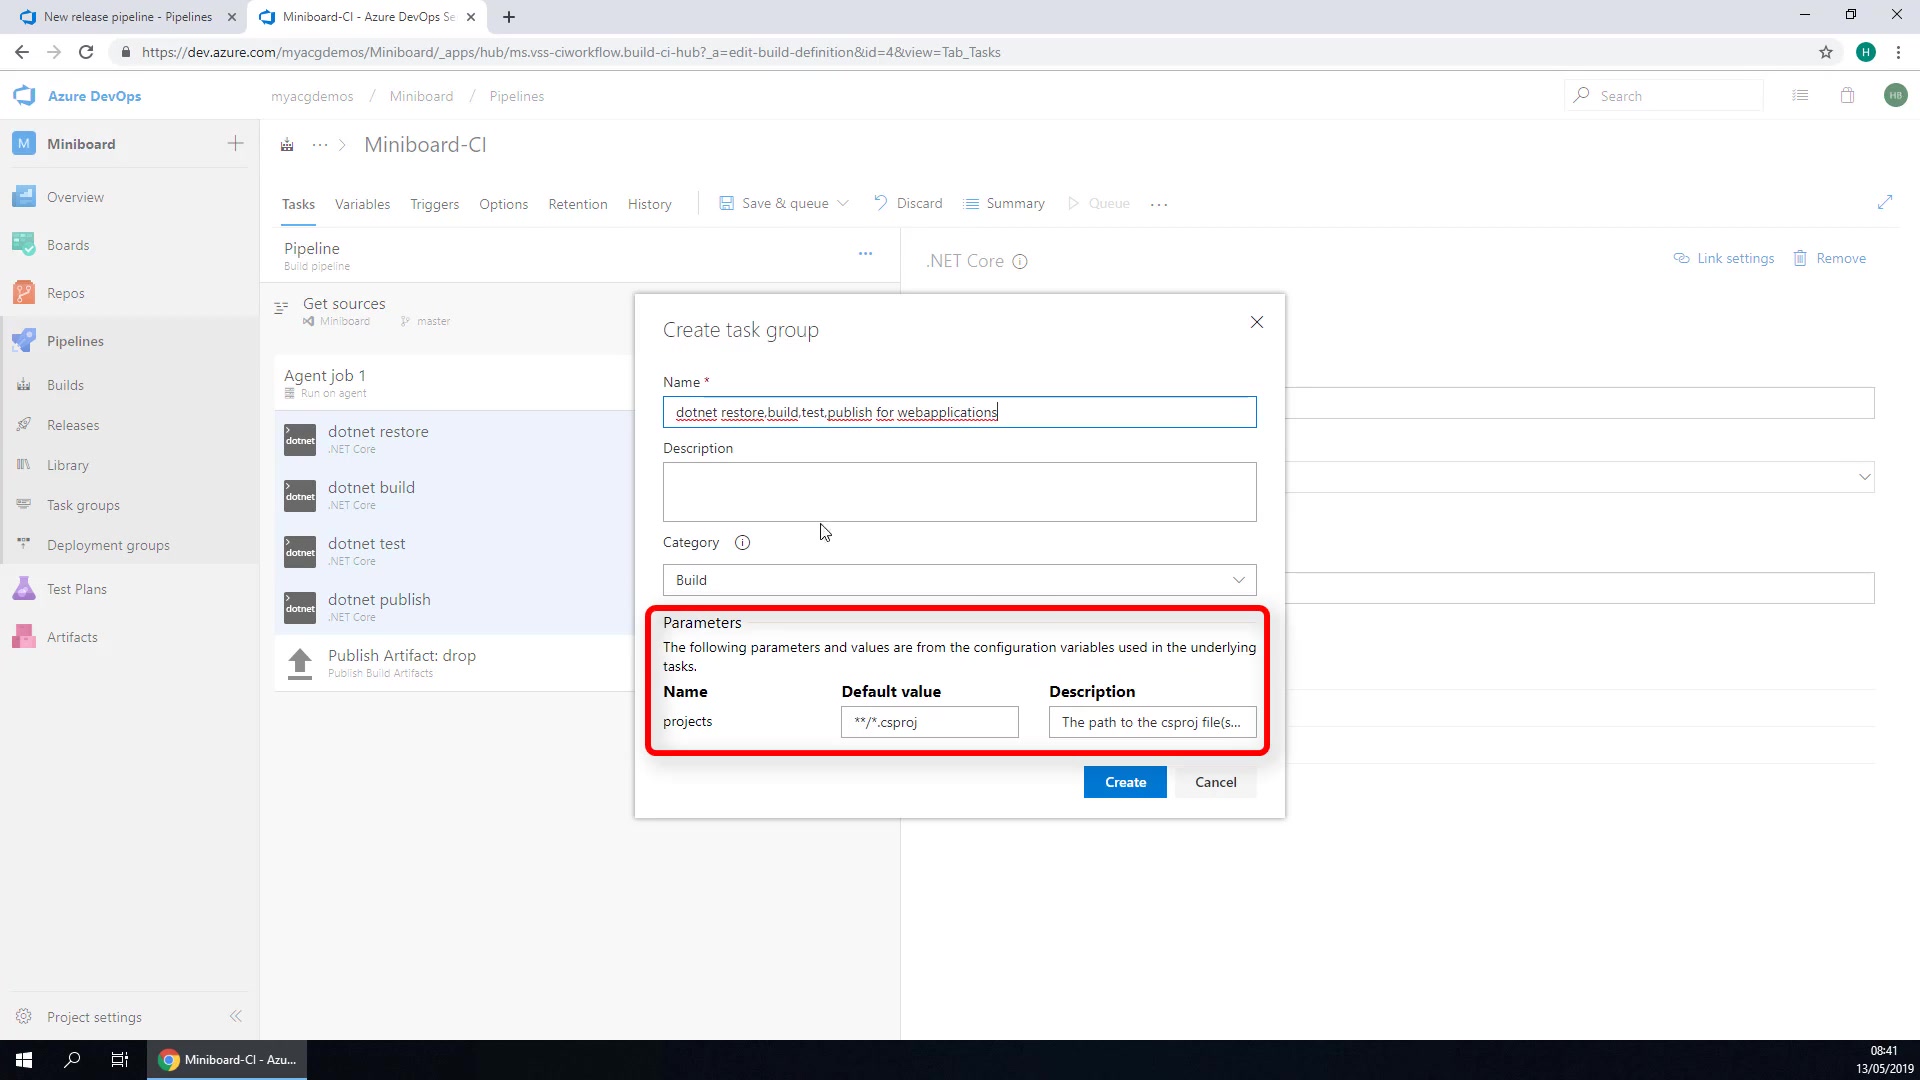 New release pipeline - Pipelines
Miniboard-CI - Azure DevOps Se
https://dev.azure.com/myacgdemos/Miniboard/_apps/hub/ms.vss-ciworkflow.build-ci-hub?_a=edit-build-definition&id=4&view=Tab_Tasks
H
Azure DevOps
myacgdemos / Miniboard / Pipelines
Search
HB
M Miniboard
Overview
Boards
Repos
Pipelines
Builds
Releases
Library
Task groups
Deployment groups
Test Plans
Artifacts
Project settings
... > Miniboard-CI
Tasks Variables Triggers Options Retention History Save & queue Discard Summary Queue ...
Pipeline
Build pipeline
Get sources
Miniboard master
Agent job 1
Run on agent
dotnet dotnet restore
.NET Core
dotnet dotnet build
.NET Core
dotnet dotnet test
.NET Core
dotnet dotnet publish
.NET Core
Publish Artifact: drop
Publish Build Artifacts
.NET Core
Link settings Remove
Create task group
Name *
dotnet restore,build,test,publish for webapplications
Description
Category
Build
Parameters
The following parameters and values are from the configuration variables used in the underlying
tasks.
Name Default value Description
projects **/*.csproj The path to the csproj file(s...
Create Cancel
Miniboard-CI - Azu...
08:41
13/05/2019